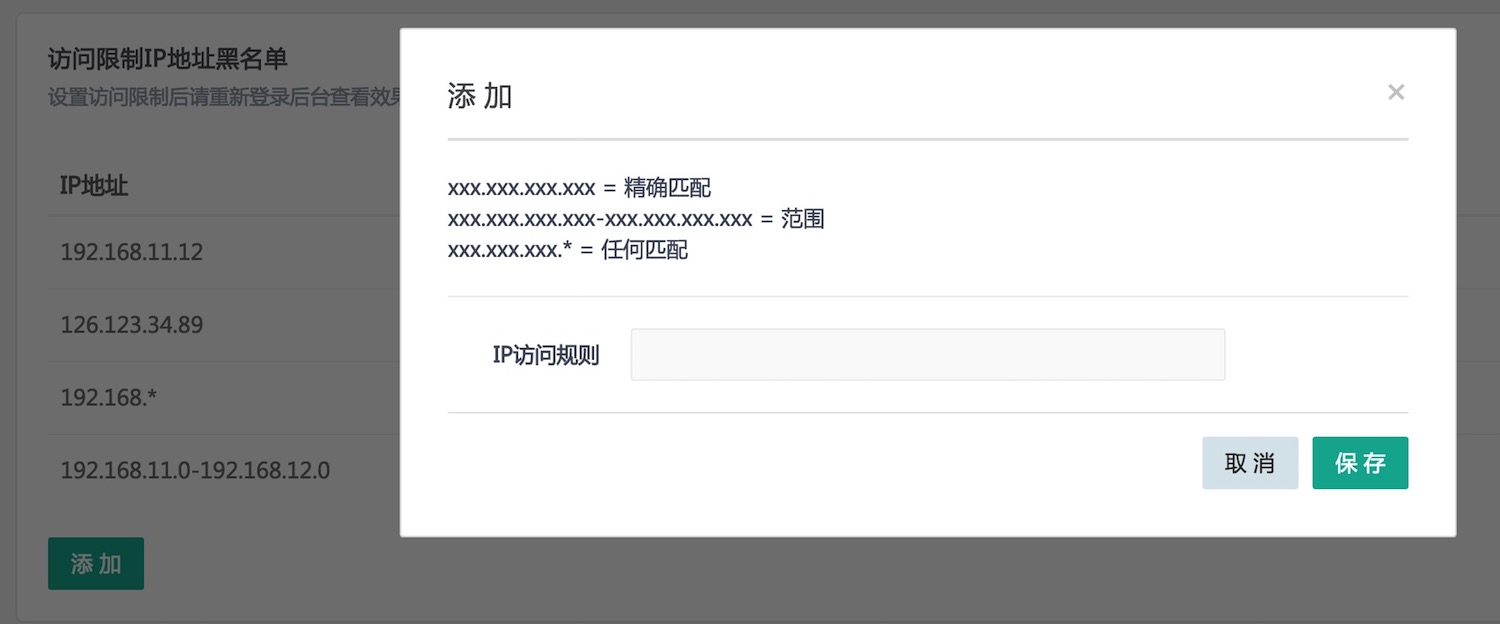 访问限制IP地址黑名单
设置访问限制后请重新登录后台查看效
IP地址
192.168.11.12
126.123.34.89
192.168.*
192.168.11.0-192.168.12.0
添 加
添 加
×
xxx.xxx.xxx.xxx = 精确匹配
xxx.xxx.xxx.xxx-xxx.xxx.xxx.xxx = 范围
xxx.xxx.xxx.* = 任何匹配
IP访问规则
取 消
保 存